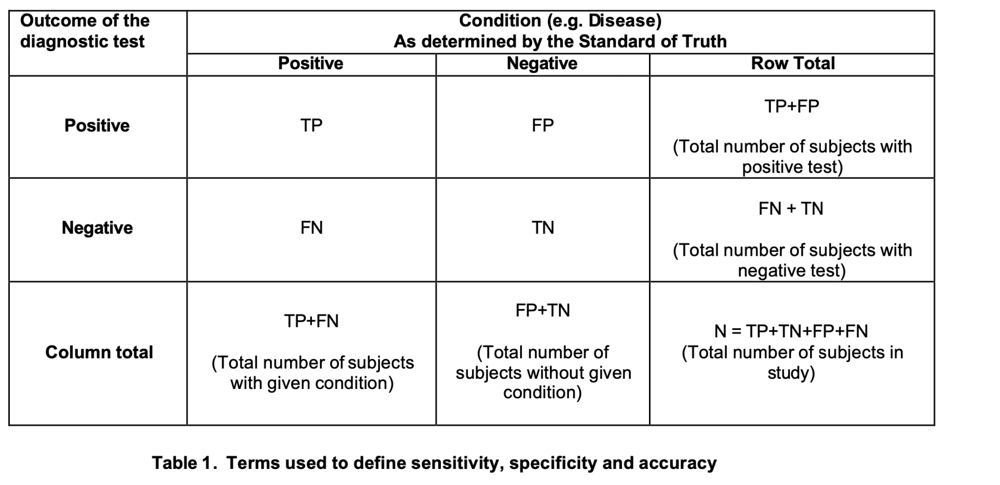 Outcome of the
diagnostic test
Condition (e.g. Disease)
As determined by the Standard of Truth
Positive
Negative
Row Total
Positive
TP
FP
TP+FP
(Total number of subjects with
positive test)
Negative
FN
TN
FN + TN
(Total number of subjects with
negative test)
Column total
TP+FN
(Total number of subjects
with given condition)
FP+TN
(Total number of
subjects without given
condition)
N = TP+TN+FP+FN
(Total number of subjects in
study)
Table 1. Terms used to define sensitivity, specificity and accuracy